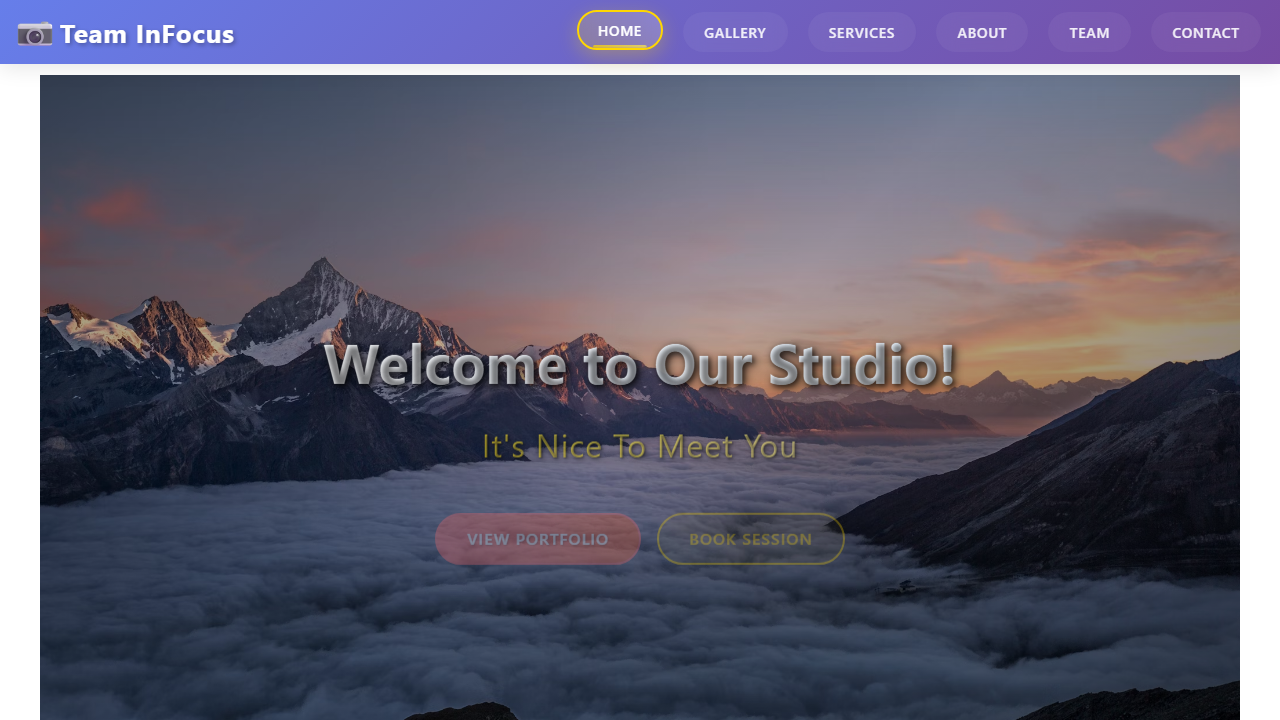 Team InFocus
HOME
GALLERY
SERVICES
ABOUT
TEAM
CONTACT
Welcome to Our Studio!
It's Nice To Meet You
VIEW PORTFOLIO
BOOK SESSION